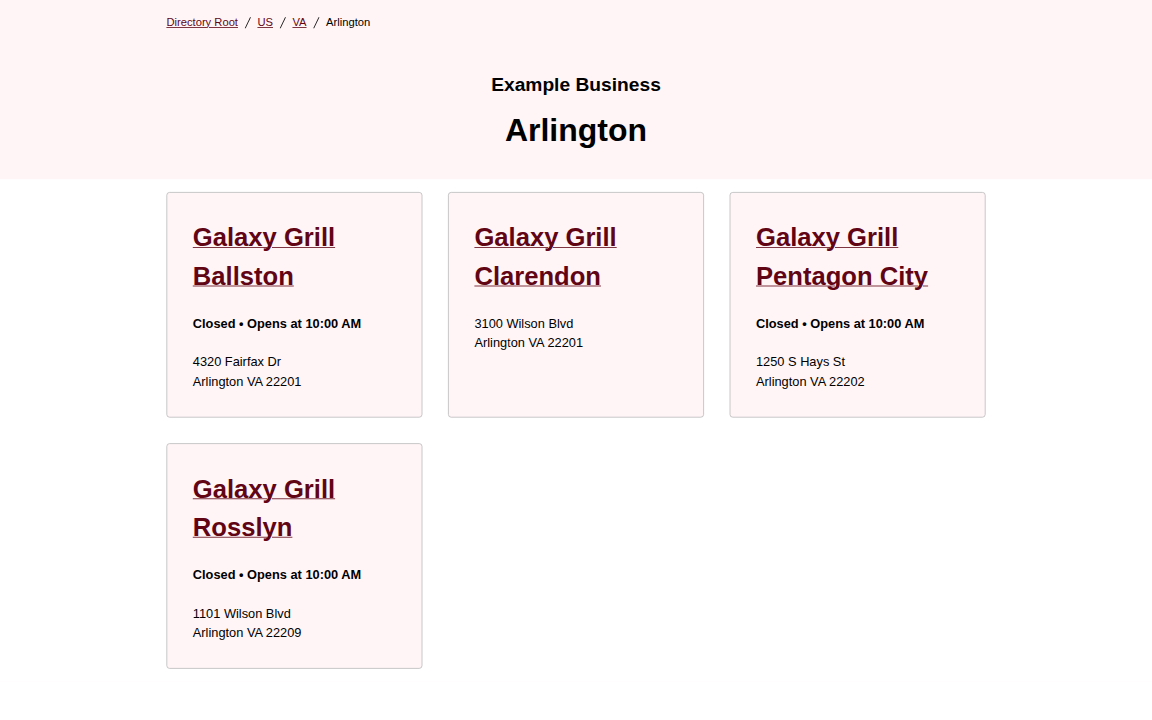 Directory Root / US / VA / Arlington
Example Business
Arlington
Galaxy Grill
Ballston
Closed • Opens at 10:00 AM
4320 Fairfax Dr
Arlington VA 22201
Galaxy Grill
Clarendon
3100 Wilson Blvd
Arlington VA 22201
Galaxy Grill
Pentagon City
Closed • Opens at 10:00 AM
1250 S Hays St
Arlington VA 22202
Galaxy Grill
Rosslyn
Closed • Opens at 10:00 AM
1101 Wilson Blvd
Arlington VA 22209